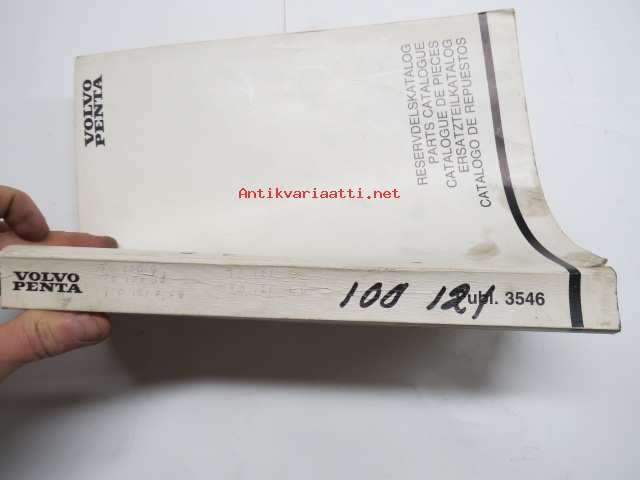 VOLVO
PENTA
RESERVDELSKATALOG
PARTS CATALOGUE
CATALOGUE DE PIECES
ERSATZTEILKATALOG
CATALOGO DE REPUESTOS
Antikvariaatti.net
VOLVO
PENTA
100 121
ubl. 3546